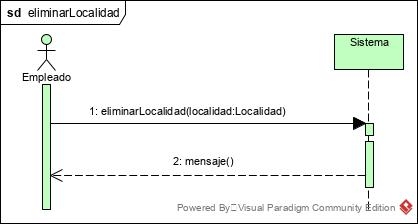 sd eliminarLocalidad
Sistema
Empleado
1: eliminarLocalidad(localidad:Localidad)
2: mensaje()
Powered By Visual Paradigm Community Edition